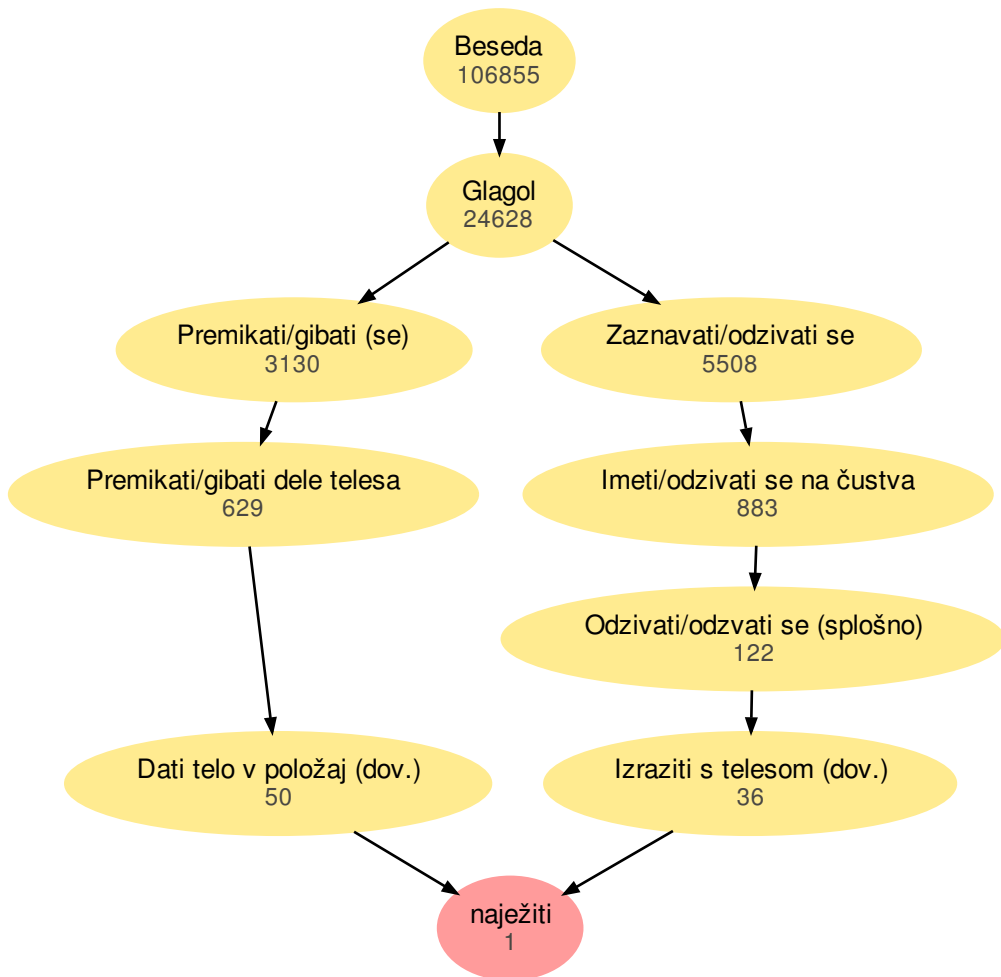 Beseda
106855
Glagol
24628
Premikati/gibati (se)
3130
Zaznavati/odzivati se
5508
Premikati/gibati dele telesa
629
Imeti/odzivati se na čustva
883
Odzivati/odzvati se (splošno)
122
Dati telo v položaj (dov.)
50
Izraziti s telesom (dov.)
36
naježiti
1